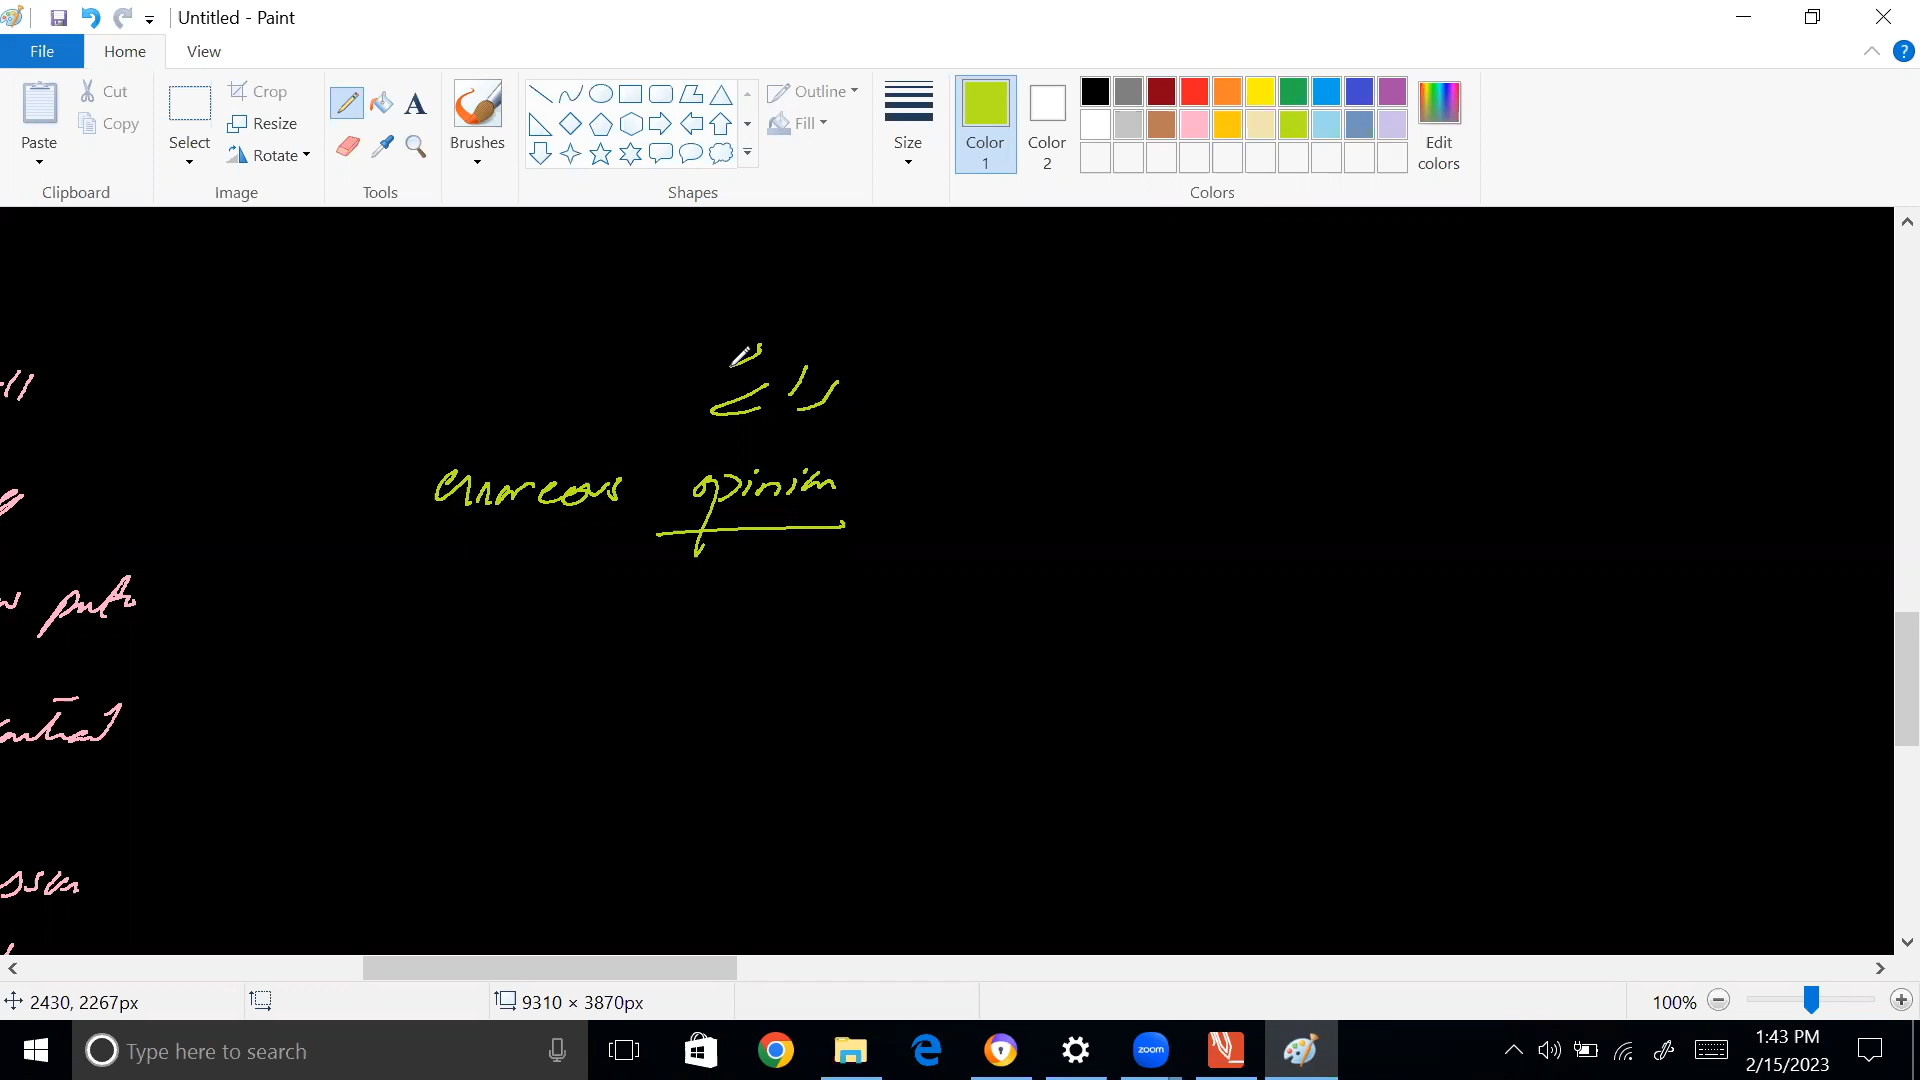 Untitled - Paint
File Home View
Paste
Cut
Copy
Clipboard
Select
Crop
Resize
Rotate
Image
Tools
Brushes
Shapes
Outline
Fill
Size
Color 1
Color 2
Edit colors
Colors
opinion
100%
2430, 2267px
9310 × 3870px
Type here to search
zoom
1:43 PM
2/15/2023